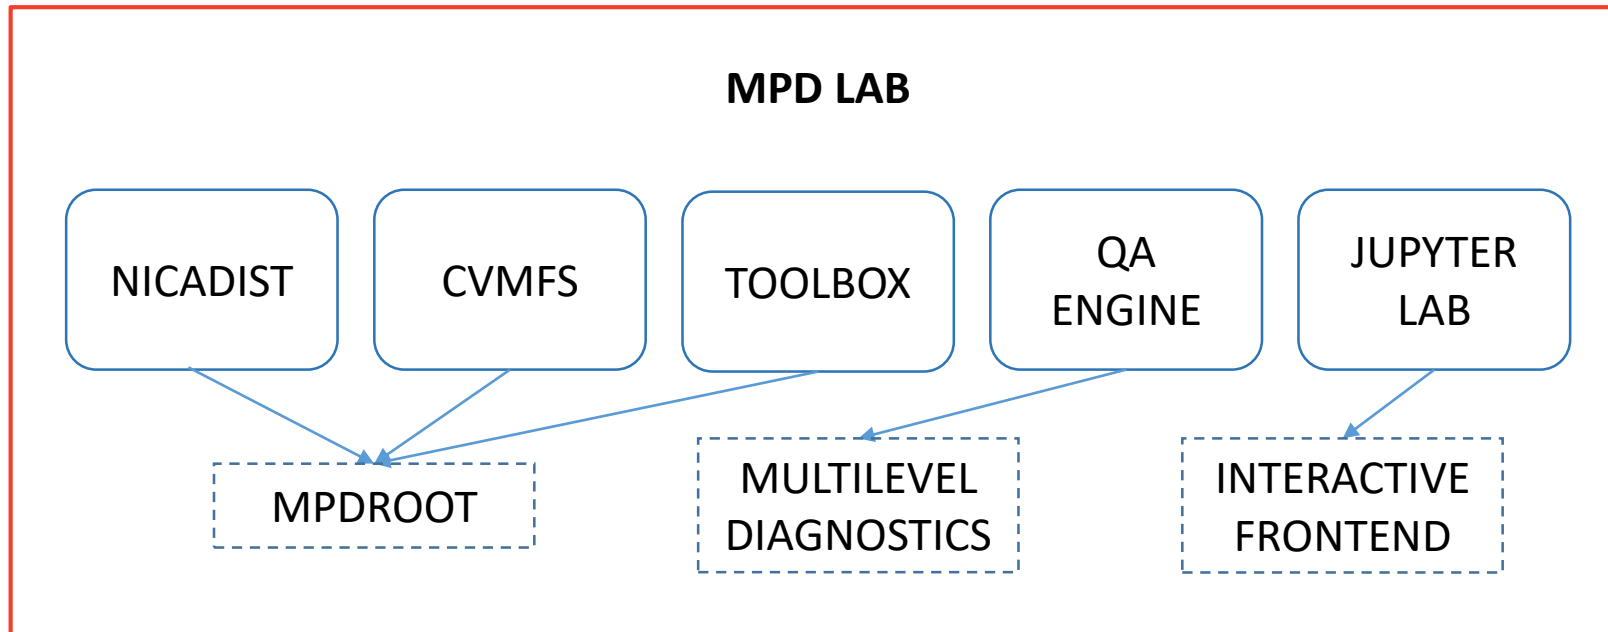 MPD LAB
NICADIST
CVMFS
TOOLBOX
QA
ENGINE
JUPYTER
LAB
MPDROOT
MULTILEVEL
DIAGNOSTICS
INTERACTIVE
FRONTEND